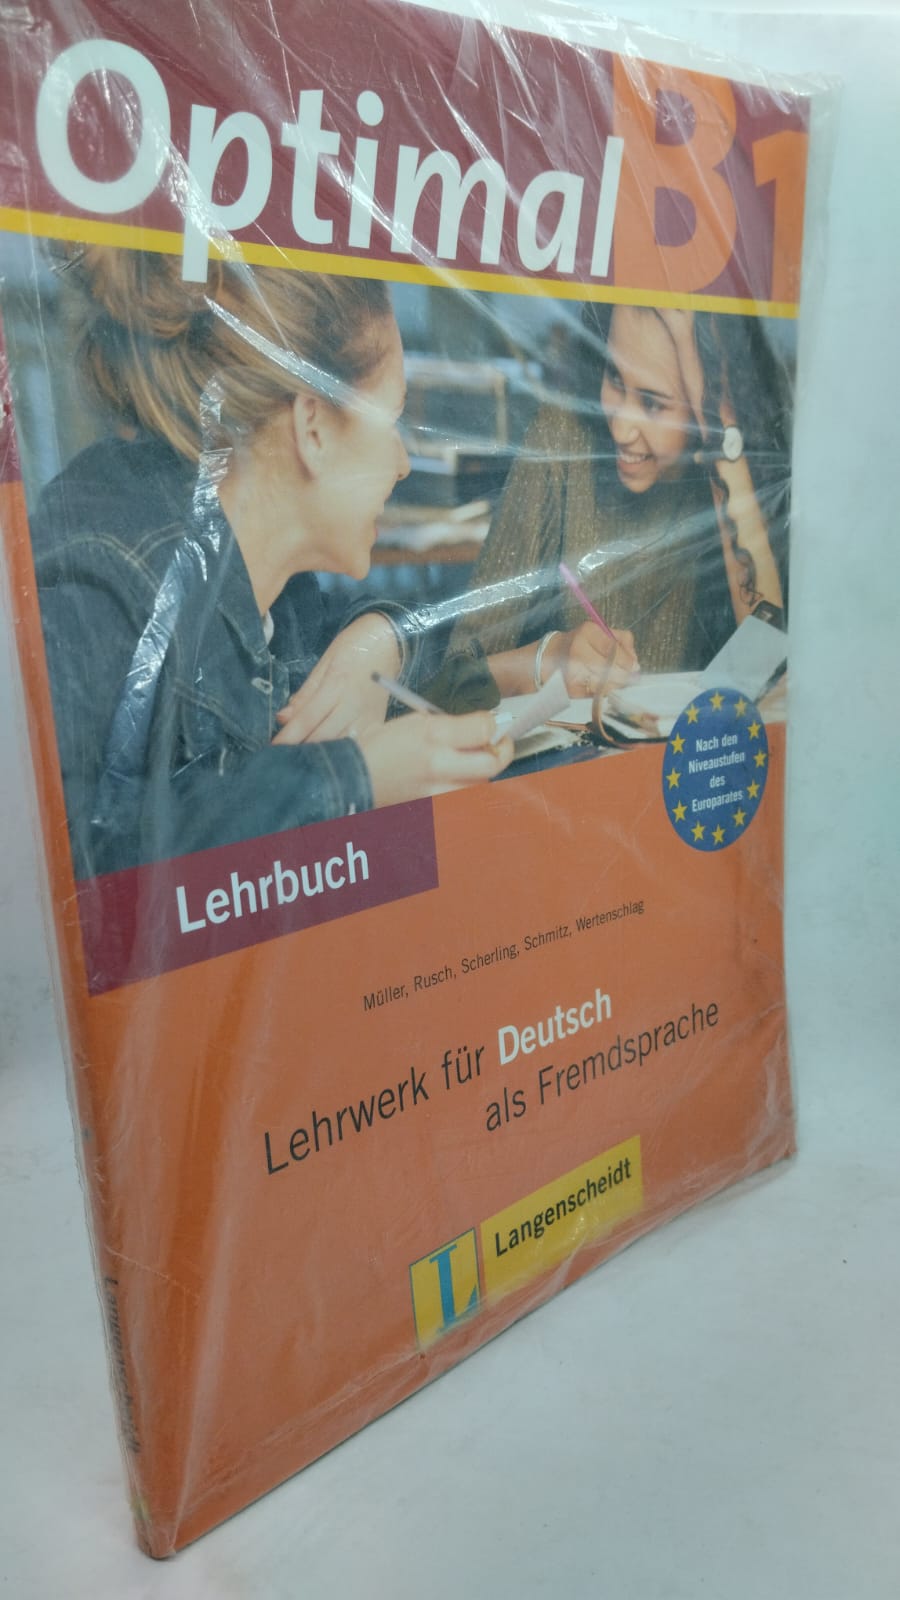 Optimal B1
Nach den
Niveaustufen
des
Europarates
Lehrbuch
Müller, Rusch, Scherling, Schmitz, Wertenschlag
Lehrwerk für Deutsch
als Fremdsprache
L Langenscheidt
Langenscheidt